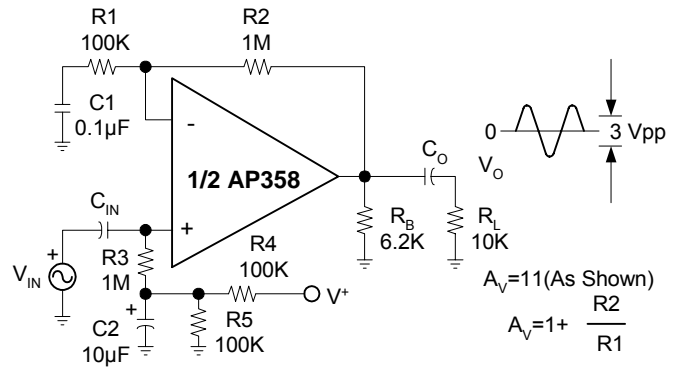 R1
100K
R2
1M
C1
0.1µF
-
1/2 AP358
+
0
V_O
3 Vpp
C_O
C_IN
R_B
6.2K
R_L
10K
V_IN
+
R3
1M
R4
100K
V⁺
+
C2
10µF
R5
100K
A_V=11(As Shown)
A_V=1+ R2
R1